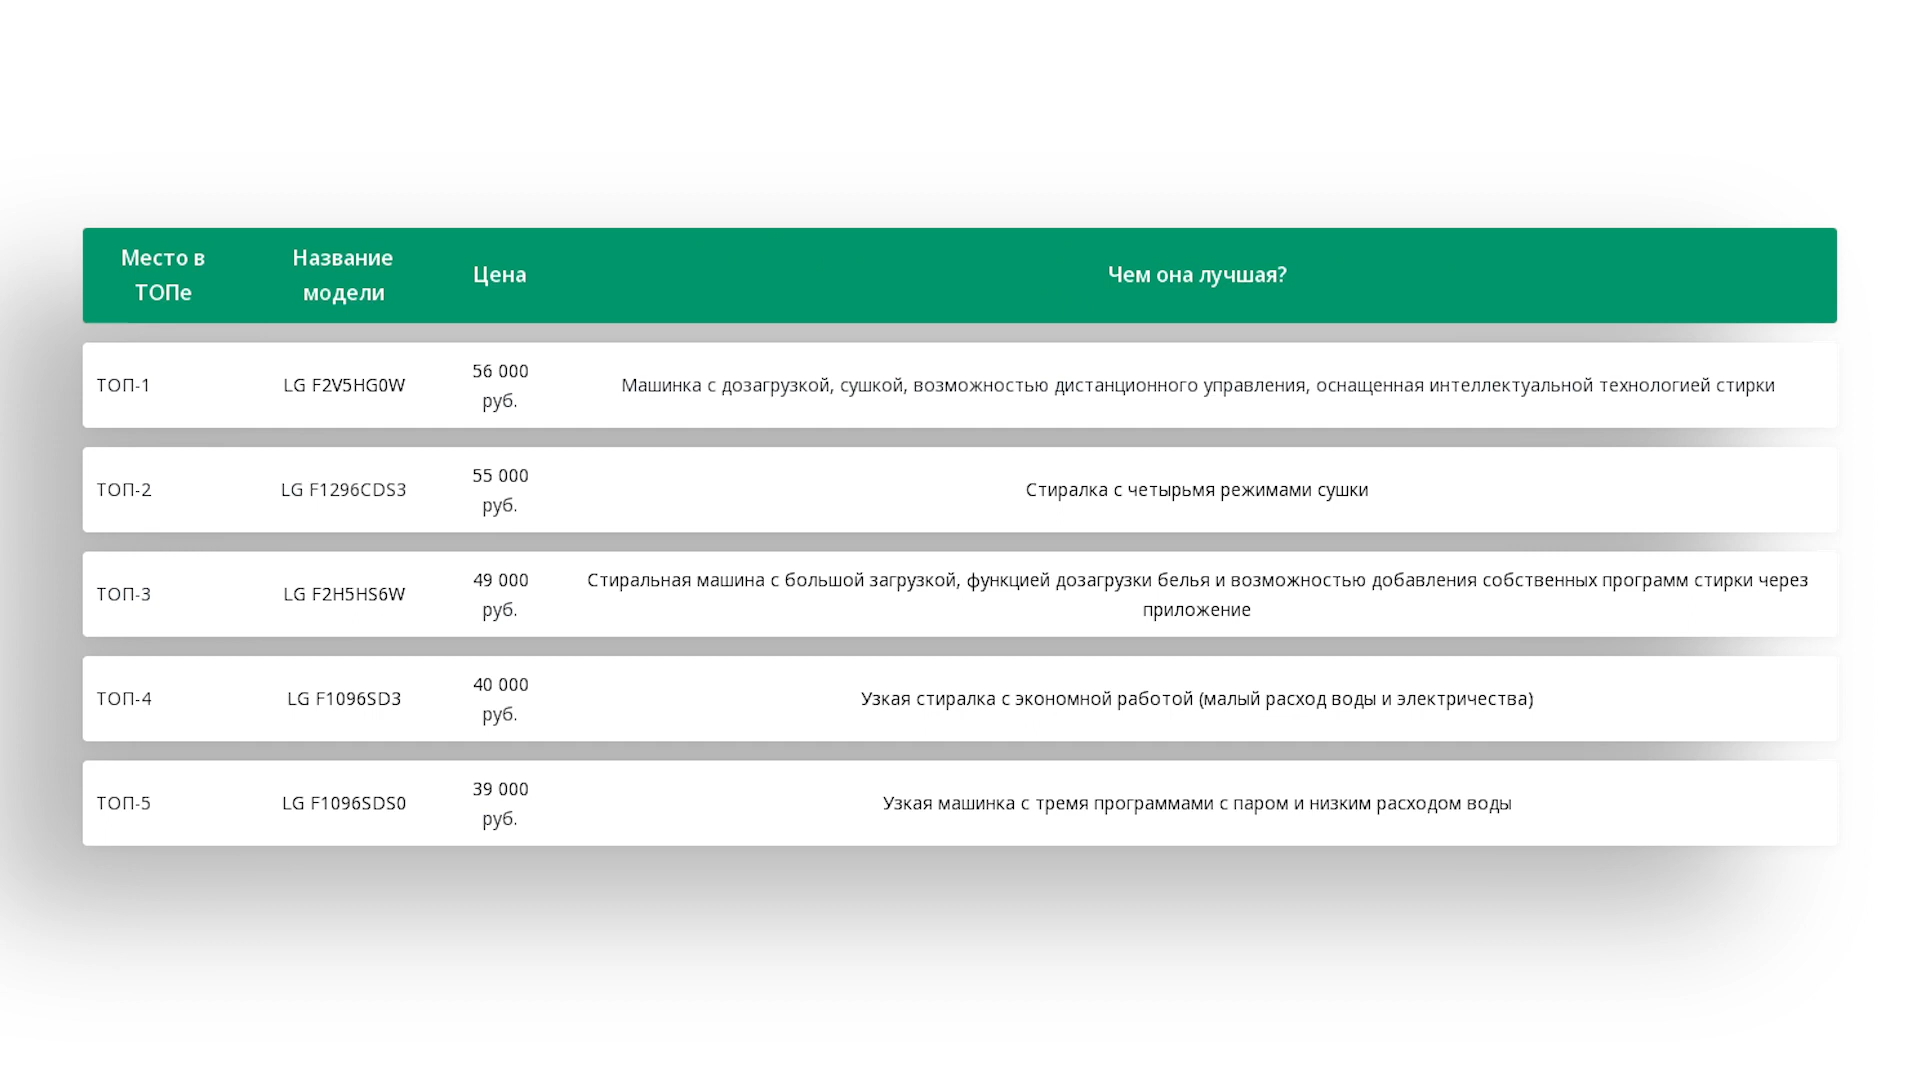 Место в
ТОПе
Название
модели
Цена
Чем она лучшая?
ТОП-1
LG F2V5HG0W
56 000
руб.
Машинка с дозагрузкой, сушкой, возможностью дистанционного управления, оснащенная интеллектуальной технологией стирки
ТОП-2
LG F1296CDS3
55 000
руб.
Стиралка с четырьмя режимами сушки
ТОП-3
LG F2H5HS6W
49 000
руб.
Стиральная машина с большой загрузкой, функцией дозагрузки белья и возможностью добавления собственных программ стирки через
приложение
ТОП-4
LG F1096SD3
40 000
руб.
Узкая стиралка с экономной работой (малый расход воды и электричества)
ТОП-5
LG F1096SDS0
39 000
руб.
Узкая машинка с тремя программами с паром и низким расходом воды